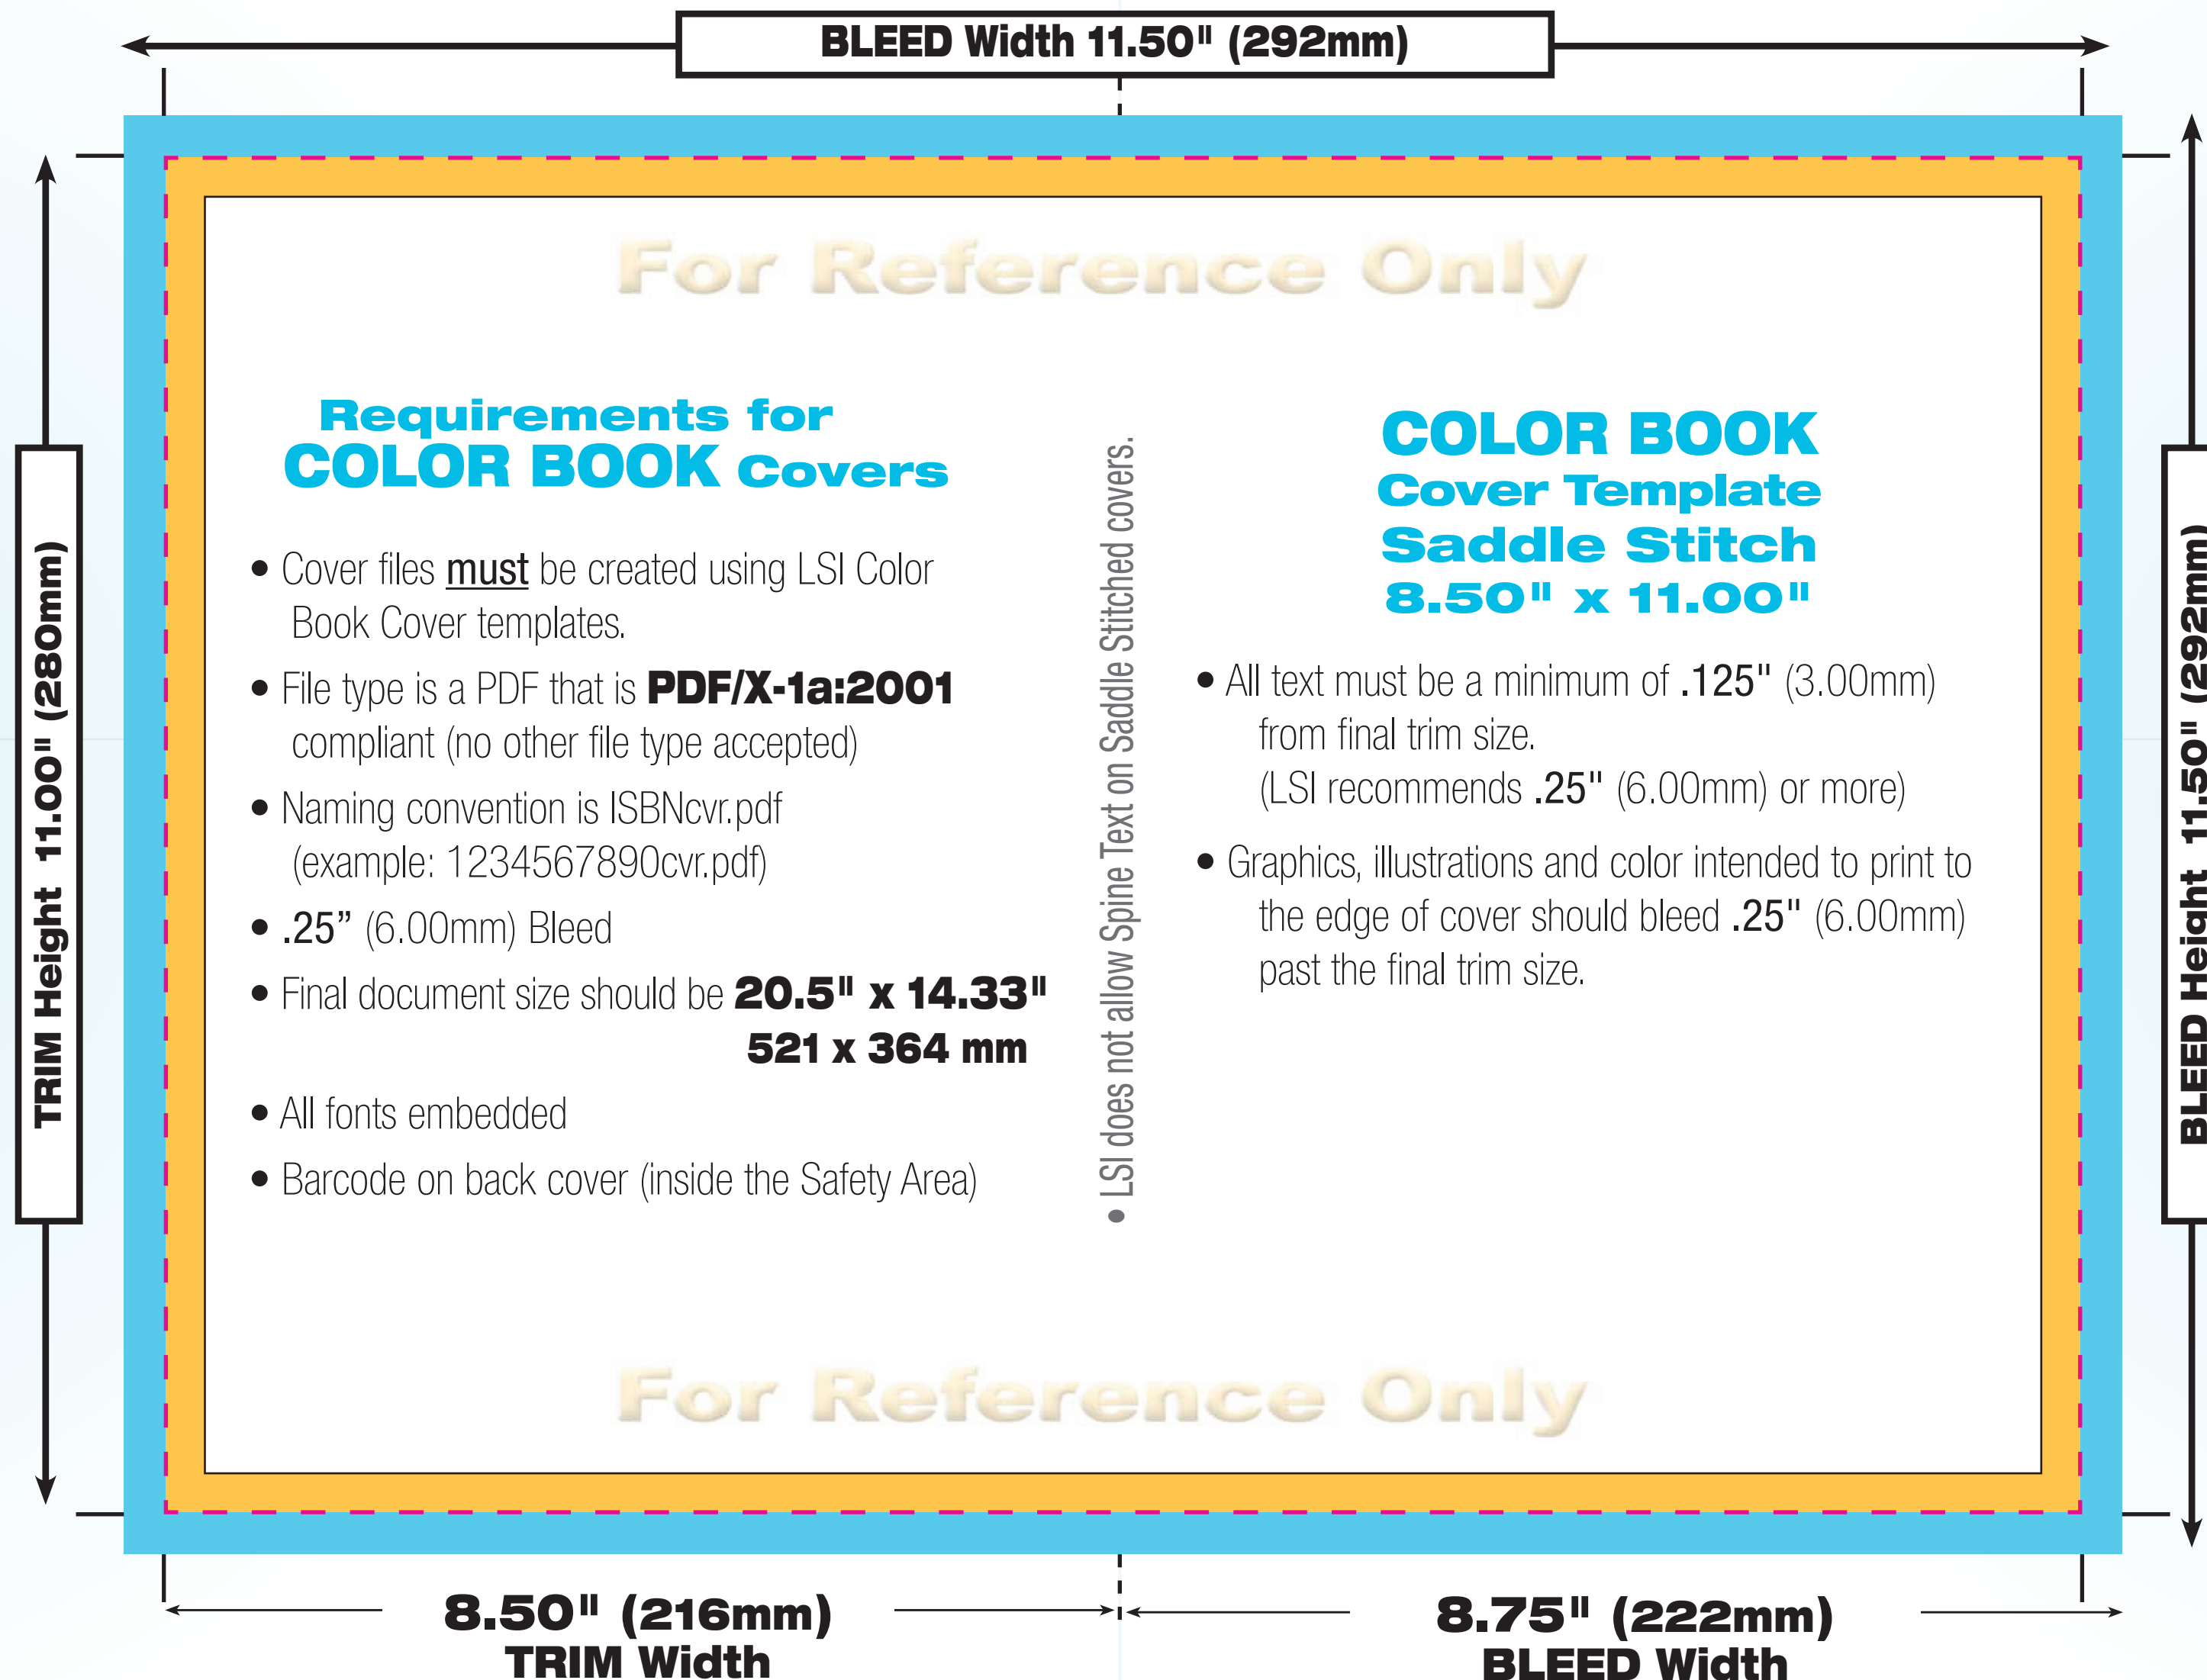 BLEED Width 11.50" (292mm)
For Reference Only
TRIM Height 11.00" (280mm)
Requirements for
COLOR BOOK Covers
• Cover files must be created using LSI Color
Book Cover templates.
• File type is a PDF that is PDF/X-1a:2001
compliant (no other file type accepted)
• Naming convention is ISBNcvr.pdf
(example: 1234567890cvr.pdf)
• .25” (6.00mm) Bleed
• Final document size should be 20.5" x 14.33"
521 x 364 mm
• All fonts embedded
• Barcode on back cover (inside the Safety Area)
• LSI does not allow Spine Text on Saddle Stitched covers.
COLOR BOOK
Cover Template
Saddle Stitch
8.50" x 11.00"
• All text must be a minimum of .125" (3.00mm)
from final trim size.
(LSI recommends .25" (6.00mm) or more)
• Graphics, illustrations and color intended to print to
the edge of cover should bleed .25" (6.00mm)
past the final trim size.
BLEED Height 11.50" (292mm)
For Reference Only
8.50" (216mm)
TRIM Width
8.75" (222mm)
BLEED Width